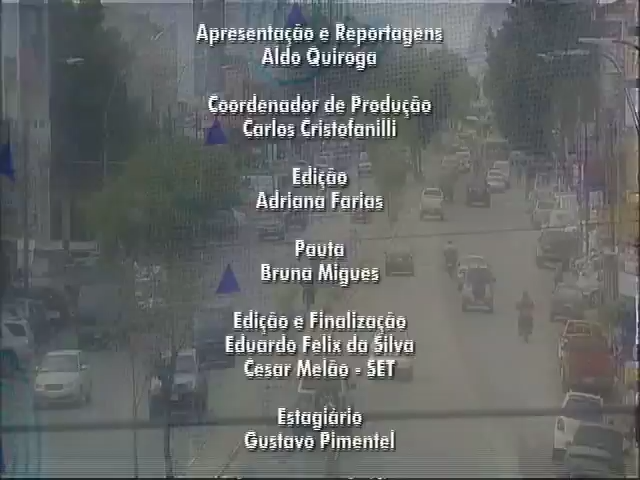 Apresentação e Reportagens
Aldo Quiroga
Coordenador de Produção
Carlos Cristofanilli
Edição
Adriana Farias
Pauta
Bruna Migues
Edição e Finalização
Eduardo Felix da Silva
Cesar Melão - SET
Estagiário
Gustavo Pimentel